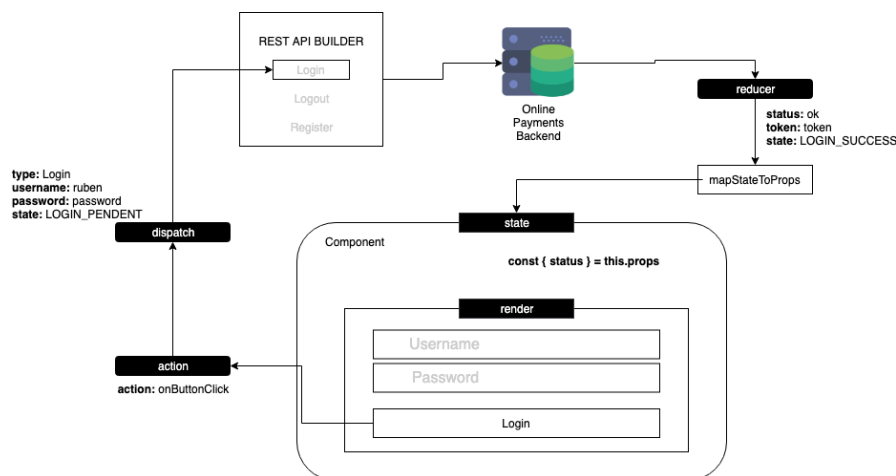 REST API BUILDER
Login
Logout
Register
Online
Payments
Backend
reducer
status: ok
token: token
state: LOGIN_SUCCESS
mapStateToProps
type: Login
username: ruben
password: password
state: LOGIN_PENDENT
dispatch
state
Component
const { status } = this.props
render
Username
Password
Login
action
action: onButtonClick